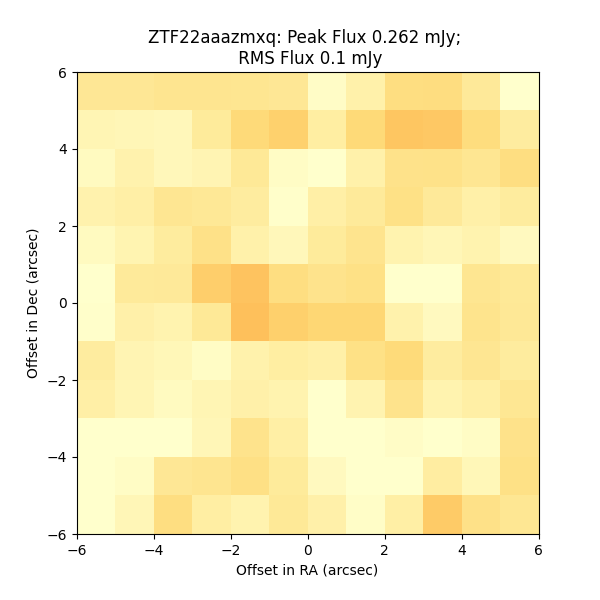 ZTF22aaazmxq: Peak Flux 0.262 mJy;
RMS Flux 0.1 mJy
6
4
2
0
−2
−4
−6
Offset in Dec (arcsec)
−6 −4 −2 0 2 4 6
Offset in RA (arcsec)